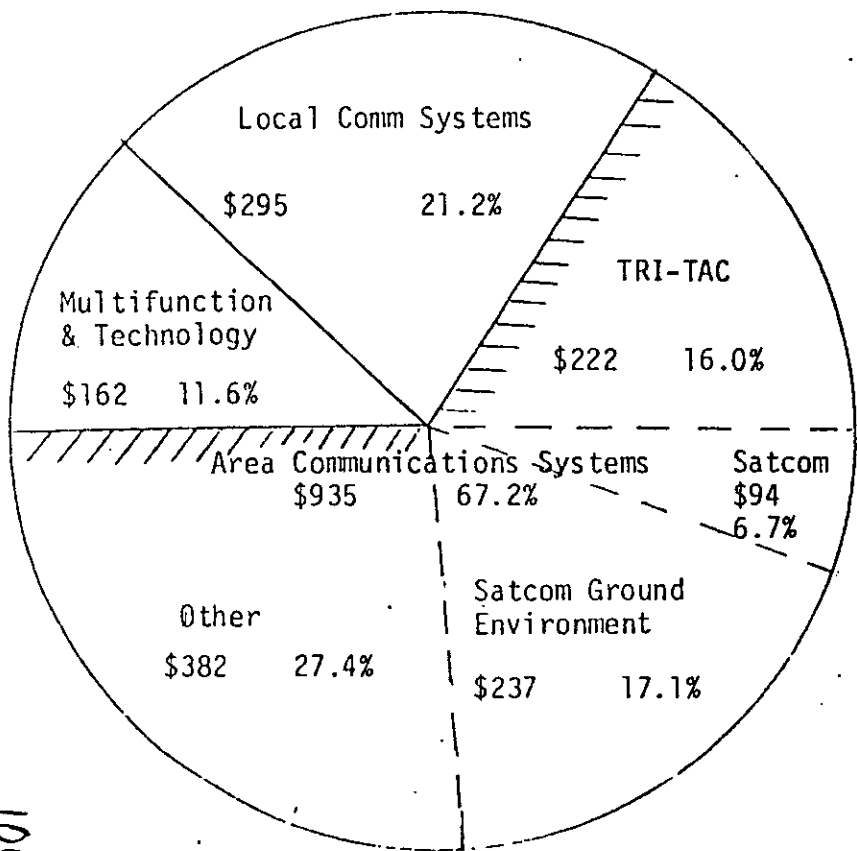 Local Comm Systems
$295 21.2%
TRI-TAC
$222 16.0%
Multifunction
& Technology
$162 11.6%
Area Communications Systems
$935 67.2%
Satcom
$94
6.7%
Other
$382 27.4%
Satcom Ground
Environment
$237 17.1%